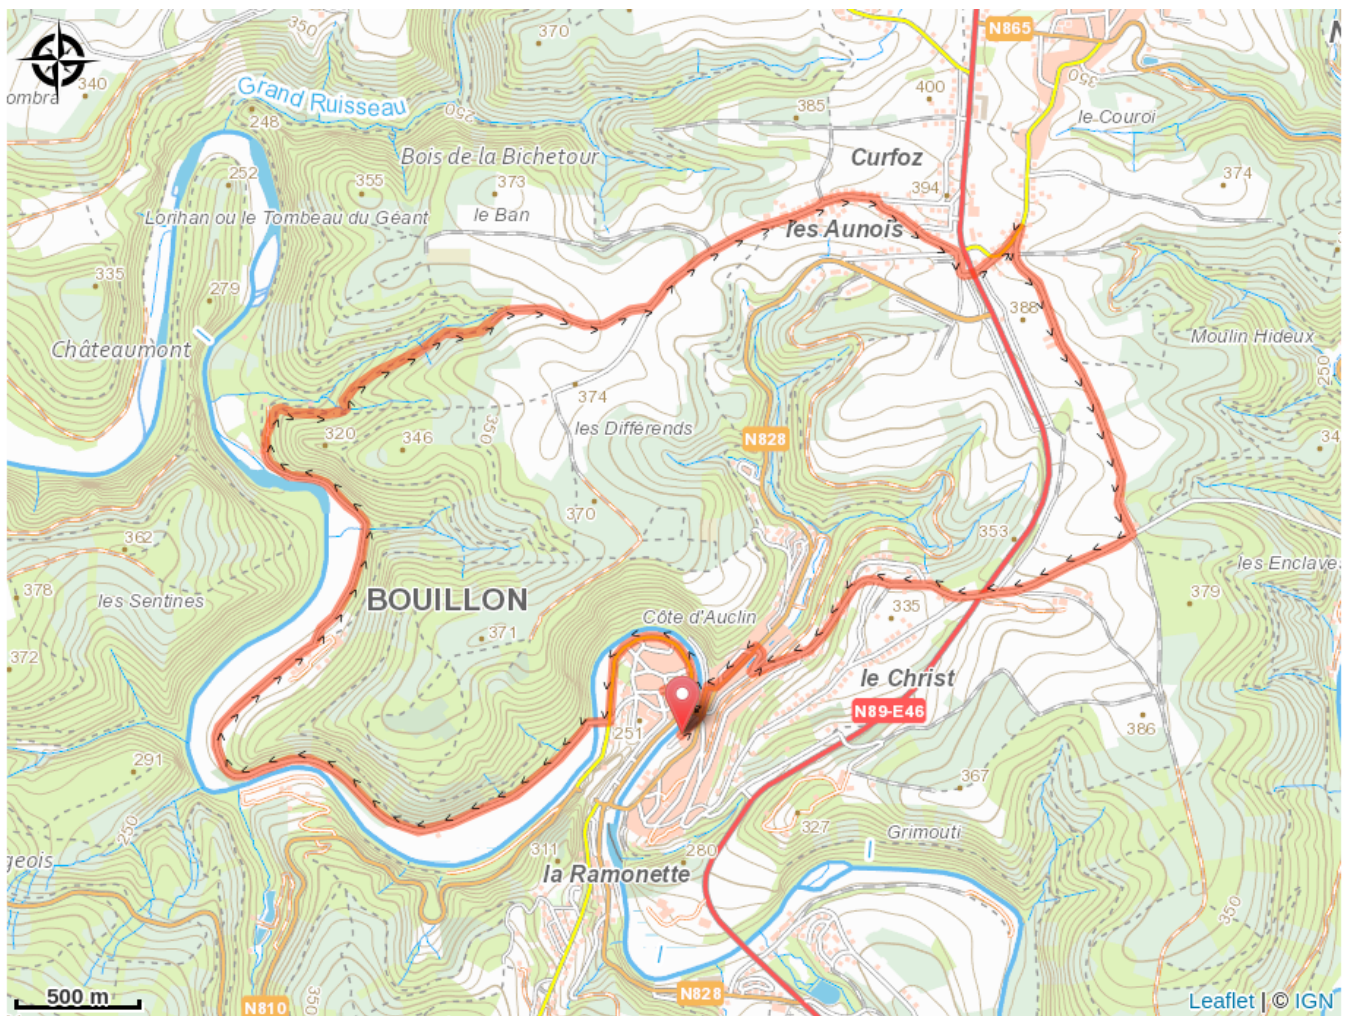 350
370
N865
350
ombra
340
Grand Ruisseau
250
385
400
le Couroi
248
Bois de la Bichetour
Curfoz
252
355
373
394
374
Lorihan ou le Tombeau du Géant
le Ban
les Aunois
335
279
388
Châteaumont
Moulin Hideux
250
374
320
346
350
les Différends
N828
34
370
353
362
les Enclave
378
les Sentines
BOUILLON
Côte d'Auclin
335
379
371
372
le Christ
N89-E46
251
386
291
367
250
327
Grimouti
311
280
geois
la Ramonette
350
500 m
N810
350
N828
Leaflet | © IGN